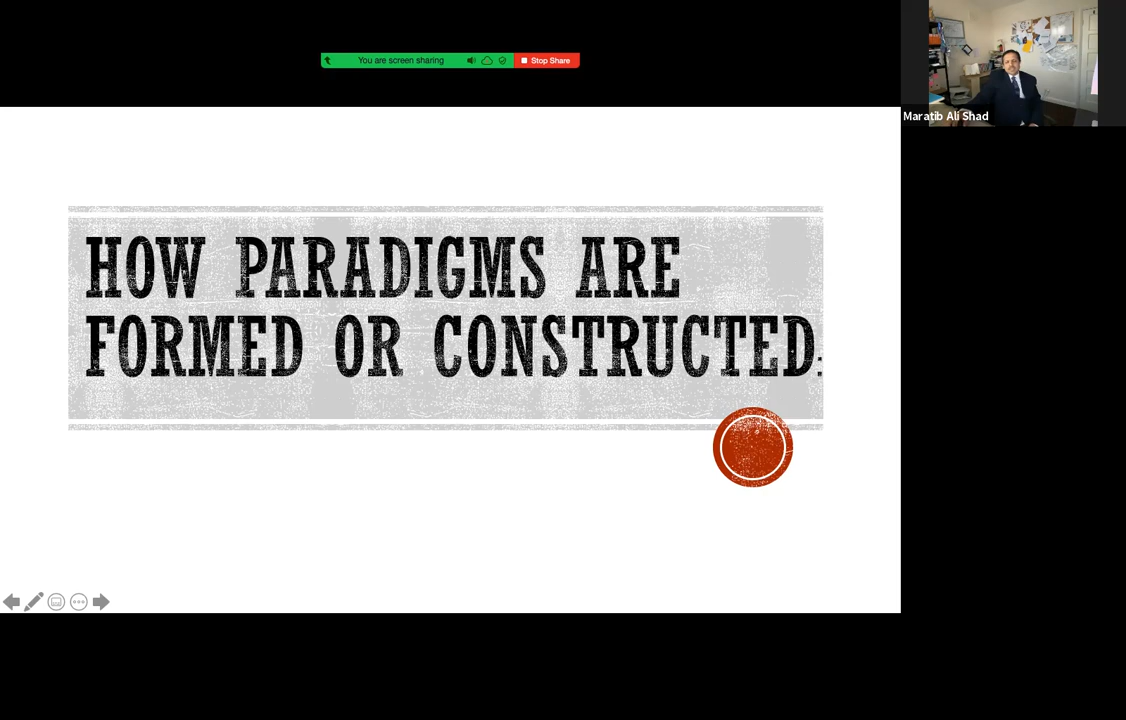 You are screen sharing
Stop Share
Maratib Ali Shad
HOW PARADIGMS ARE
FORMED OR CONSTRUCTED: